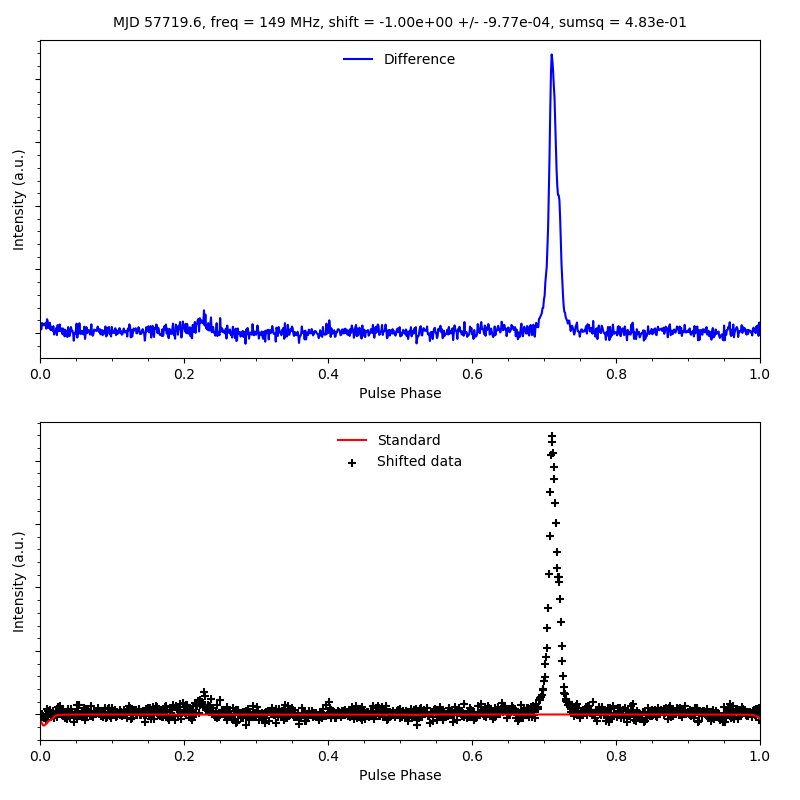 MJD 57719.6, freq = 149 MHz, shift = -1.00e+00 +/- -9.77e-04, sumsq = 4.83e-01
Difference
Intensity (a.u.)
0.0 0.2 0.4 0.6 0.8 1.0
Pulse Phase
Standard
Shifted data
Intensity (a.u.)
0.0 0.2 0.4 0.6 0.8 1.0
Pulse Phase